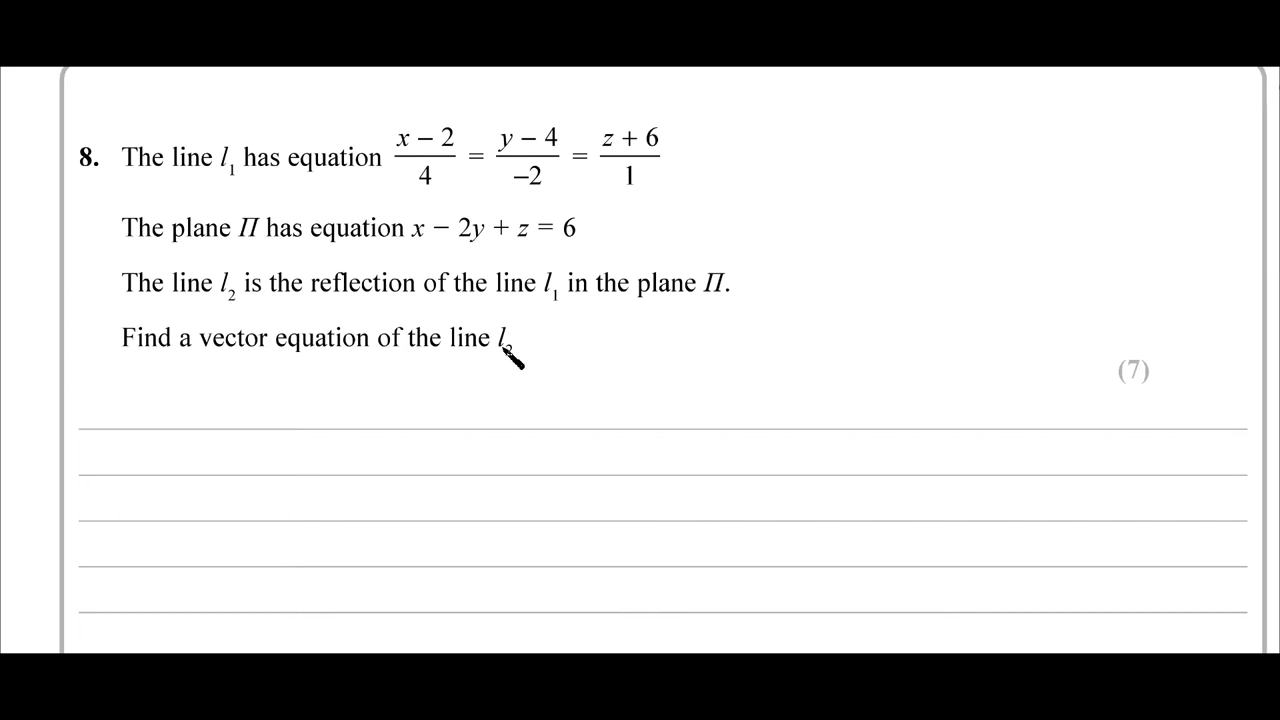 8. The line l₁ has equation (x − 2)/4 = (y − 4)/−2 = (z + 6)/1
The plane Π has equation x − 2y + z = 6
The line l₂ is the reflection of the line l₁ in the plane Π.
Find a vector equation of the line l₂
(7)